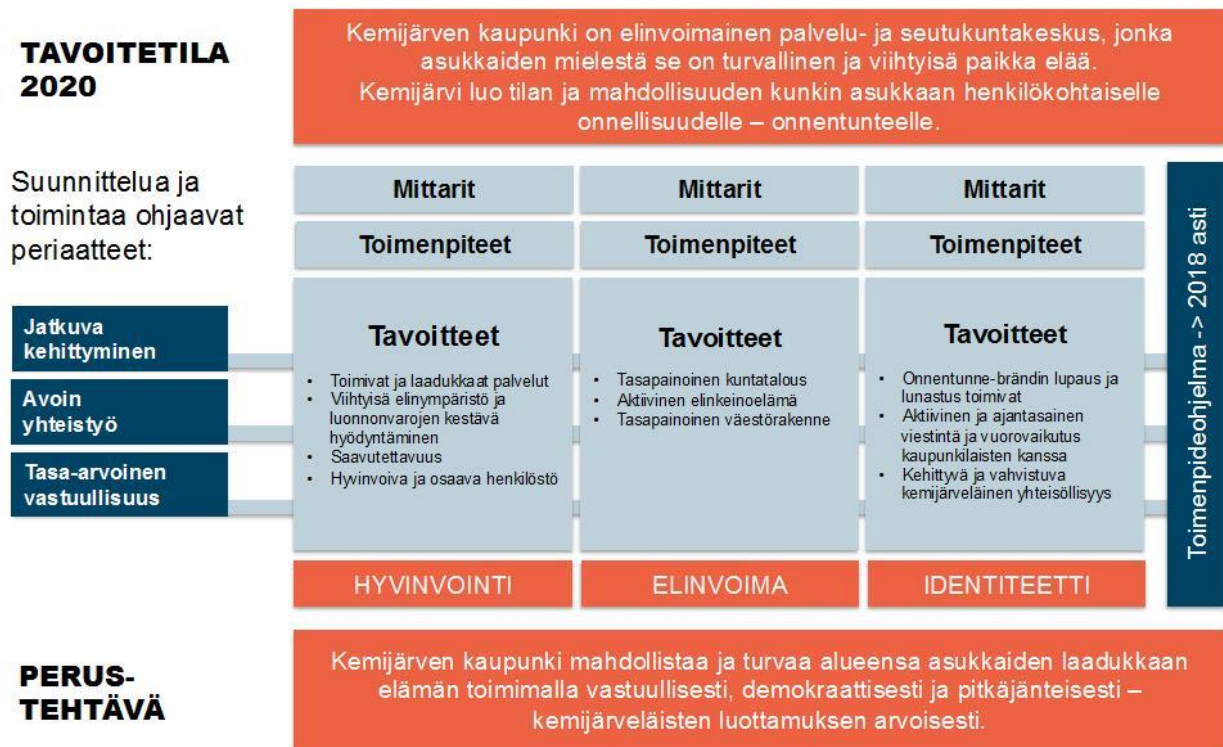 TAVOITETILA
2020
Kemijärven kaupunki on elinvoimainen palvelu- ja seutukuntakeskus, jonka
asukkaiden mielestä se on turvallinen ja viihtyisä paikka elää.
Kemijärvi luo tilan ja mahdollisuuden kunkin asukkaan henkilökohtaiselle
onnellisuudelle – onnentunteelle.
Suunnittelua ja
toimintaa ohjaavat
periaatteet:
Jatkuva
kehittyminen
Avoin
yhteistyö
Tasa-arvoinen
vastuullisuus
Mittarit
Toimenpiteet
Tavoitteet
• Toimivat ja laadukkaat palvelut
• Viihtyisä elinympäristö ja
luonnonvarojen kestävä
hyödyntäminen
• Saavutettavuus
• Hyvinvoiva ja osaava henkilöstö
HYVINVOINTI
Mittarit
Toimenpiteet
Tavoitteet
• Tasapainoinen kuntatalous
• Aktiivinen elinkeinoelämä
• Tasapainoinen väestörakenne
ELINVOIMA
Mittarit
Toimenpiteet
Tavoitteet
• Onnentunne-brändin lupaus ja
lunastus toimivat
• Aktiivinen ja ajantasainen
viestintä ja vuorovaikutus
kaupunkilaisten kanssa
• Kehittyvä ja vahvistuva
kemijärveläinen yhteisöllisyys
IDENTITEETTI
Toimenpideohjelma -> 2018 asti
PERUS-
TEHTÄVÄ
Kemijärven kaupunki mahdollistaa ja turvaa alueensa asukkaiden laadukkaan
elämän toimimalla vastuullisesti, demokraattisesti ja pitkäjänteisesti –
kemijärveläisten luottamuksen arvoisesti.